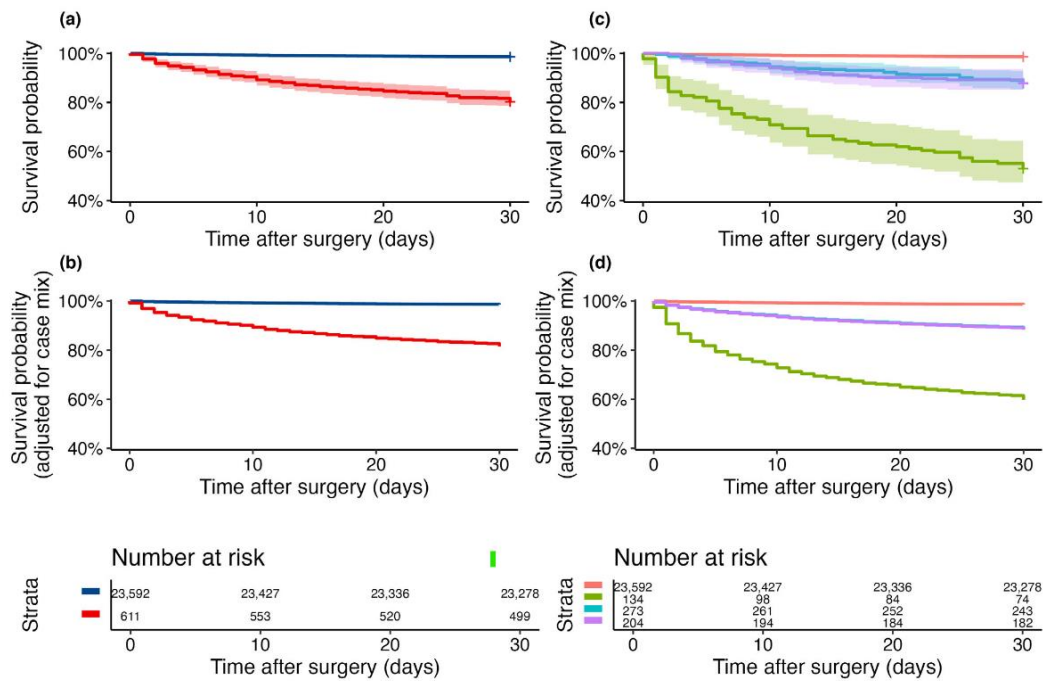 (a)
Survival probability
100%
80%
60%
40%
0 10 20 30
Time after surgery (days)
(c)
Survival probability
100%
80%
60%
40%
0 10 20 30
Time after surgery (days)
(b)
Survival probability
(adjusted for case mix)
100%
80%
60%
40%
0 10 20 30
Time after surgery (days)
(d)
Survival probability
(adjusted for case mix)
100%
80%
60%
40%
0 10 20 30
Time after surgery (days)
Number at risk
Strata
23,592 23,427 23,336 23,278
611 553 520 499
0 10 20 30
Time after surgery (days)
Number at risk
Strata
23,592 23,427 23,336 23,278
134 98 84 74
273 261 252 243
204 194 184 182
0 10 20 30
Time after surgery (days)